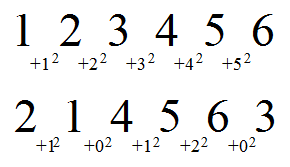 1 2 3 4 5 6
+1² +2² +3² +4² +5²
2 1 4 5 6 3
+1² +0² +1² +2² +0²